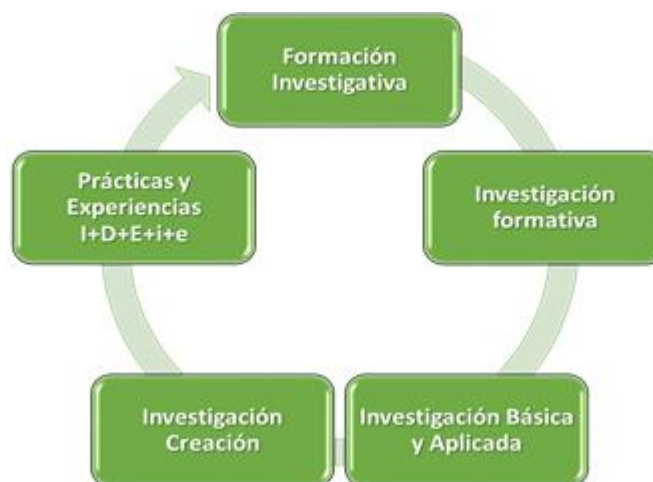 Formación
Investigativa
Investigación
formativa
Investigación Básica
y Aplicada
Investigación
Creación
Prácticas y
Experiencias
I+D+E+i+e